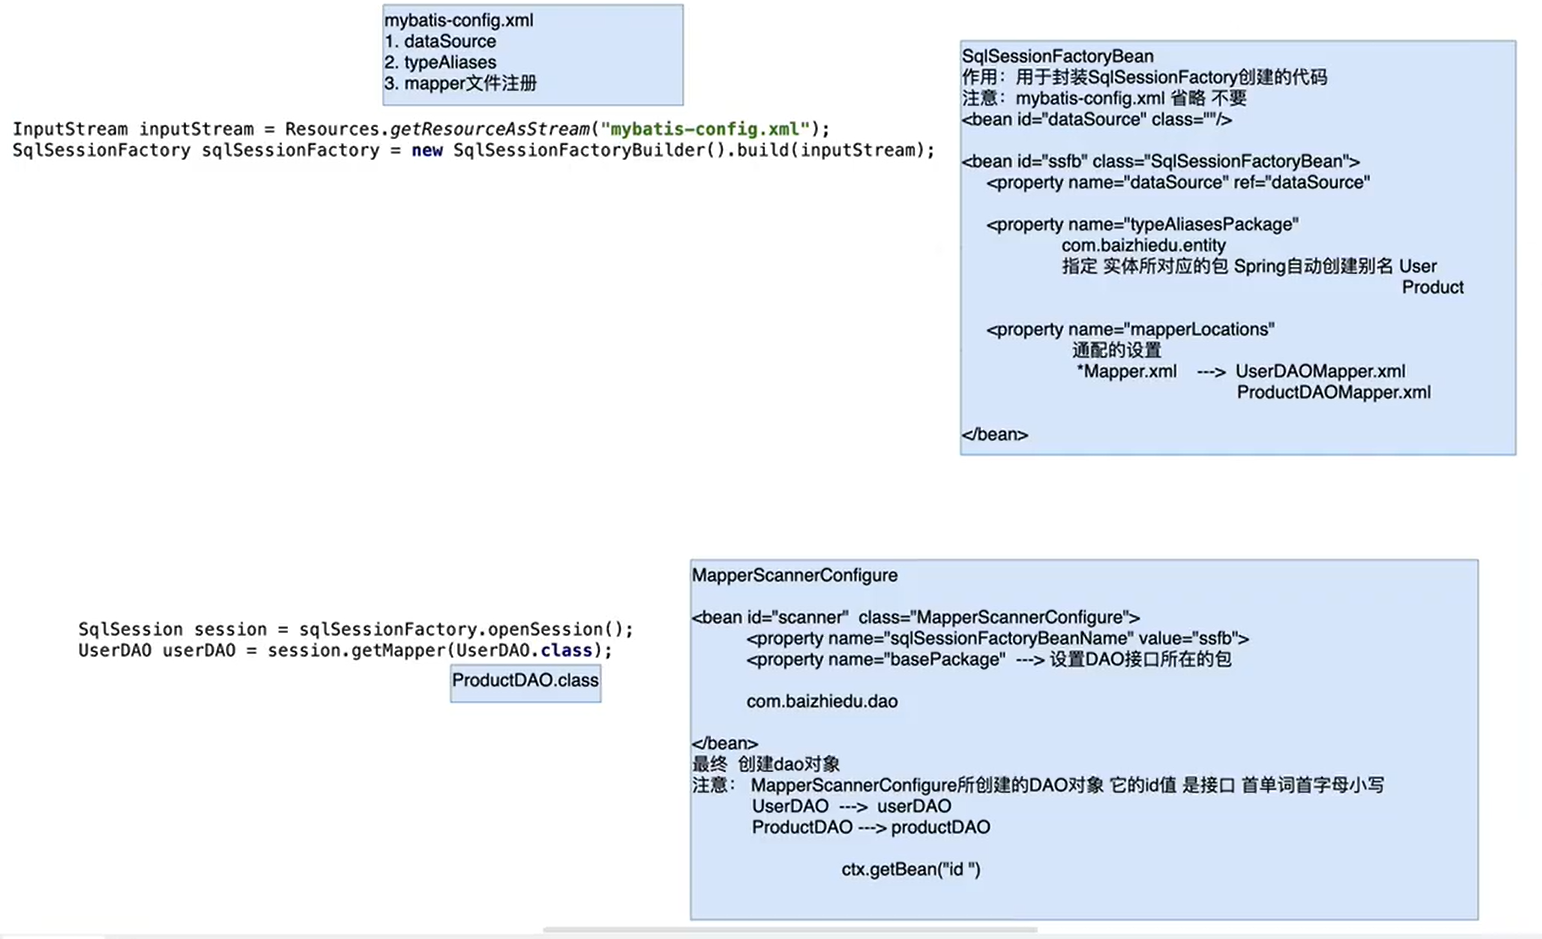 mybatis-config.xml
1. dataSource
2. typeAliases
3. mapper文件注册
InputStream inputStream = Resources.getResourceAsStream("mybatis-config.xml");
SqlSessionFactory sqlSessionFactory = new SqlSessionFactoryBuilder().build(inputStream);
SqlSessionFactoryBean
作用：用于封装SqlSessionFactory创建的代码
注意：mybatis-config.xml 省略 不要
<bean id="dataSource" class=""/>
<bean id="ssfb" class="SqlSessionFactoryBean">
<property name="dataSource" ref="dataSource"
<property name="typeAliasesPackage"
com.baizhiedu.entity
指定 实体所对应的包 Spring自动创建别名 User
Product
<property name="mapperLocations"
通配的设置
*Mapper.xml ---> UserDAOMapper.xml
ProductDAOMapper.xml
</bean>
SqlSession session = sqlSessionFactory.openSession();
UserDAO userDAO = session.getMapper(UserDAO.class);
ProductDAO.class
MapperScannerConfigure
<bean id="scanner" class="MapperScannerConfigure">
<property name="sqlSessionFactoryBeanName" value="ssfb">
<property name="basePackage" ---> 设置DAO接口所在的包
com.baizhiedu.dao
</bean>
最终 创建dao对象
注意： MapperScannerConfigure所创建的DAO对象 它的id值 是接口 首单词首字母小写
UserDAO ---> userDAO
ProductDAO ---> productDAO
ctx.getBean("id ")